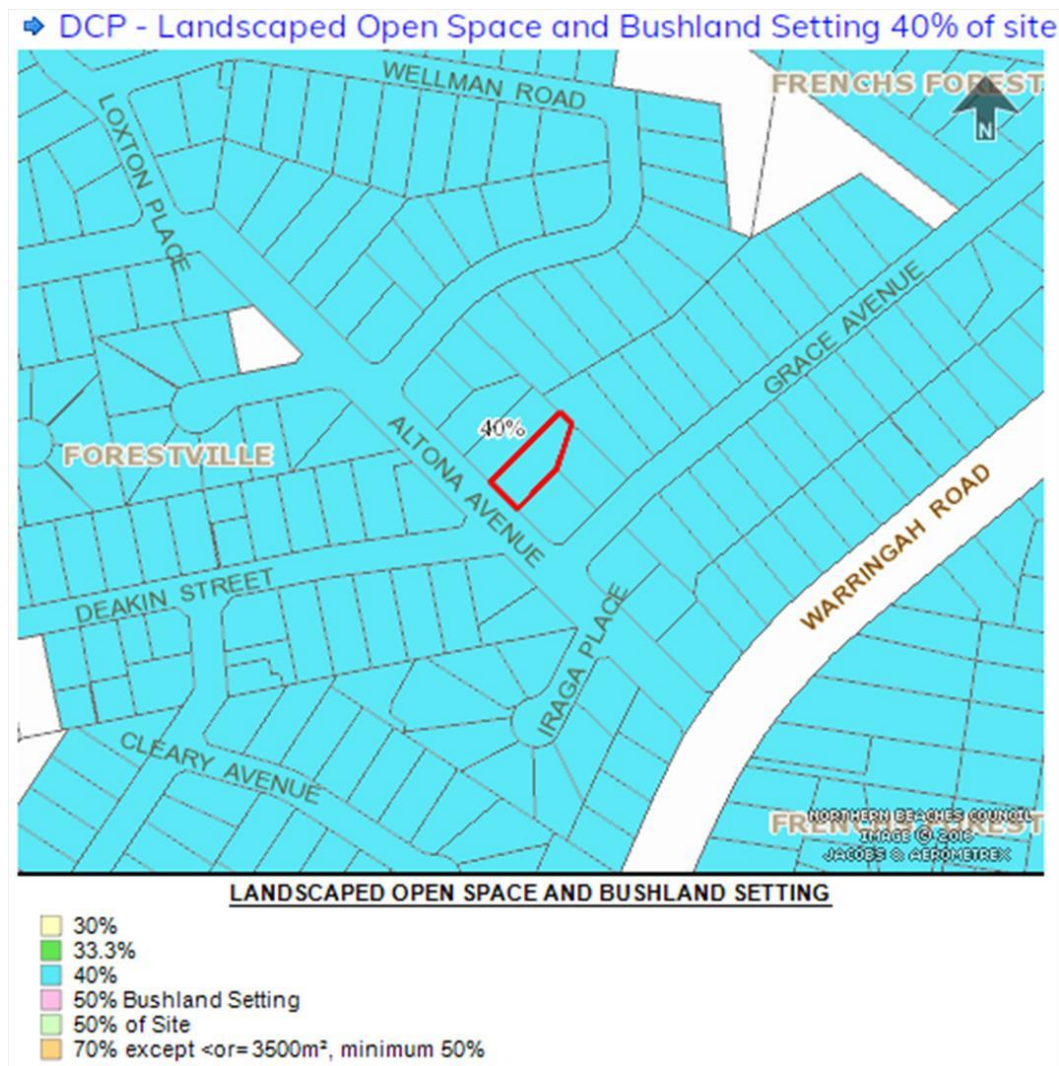 DCP - Landscaped Open Space and Bushland Setting 40% of site
WELLMAN ROAD
FRENCHS FOREST
N
LOXTON PLACE
GRACE AVENUE
40%
ALTONA AVENUE
FORESTVILLE
WARRINGAH ROAD
DEAKIN STREET
IRAGA PLACE
CLEARY AVENUE
FRENCHS FOREST
NORTHERN BEACHES COUNCIL
IMAGE © 2016
JACOBS & AEROMETREX
LANDSCAPED OPEN SPACE AND BUSHLAND SETTING
30%
33.3%
40%
50% Bushland Setting
50% of Site
70% except <or=3500m², minimum 50%